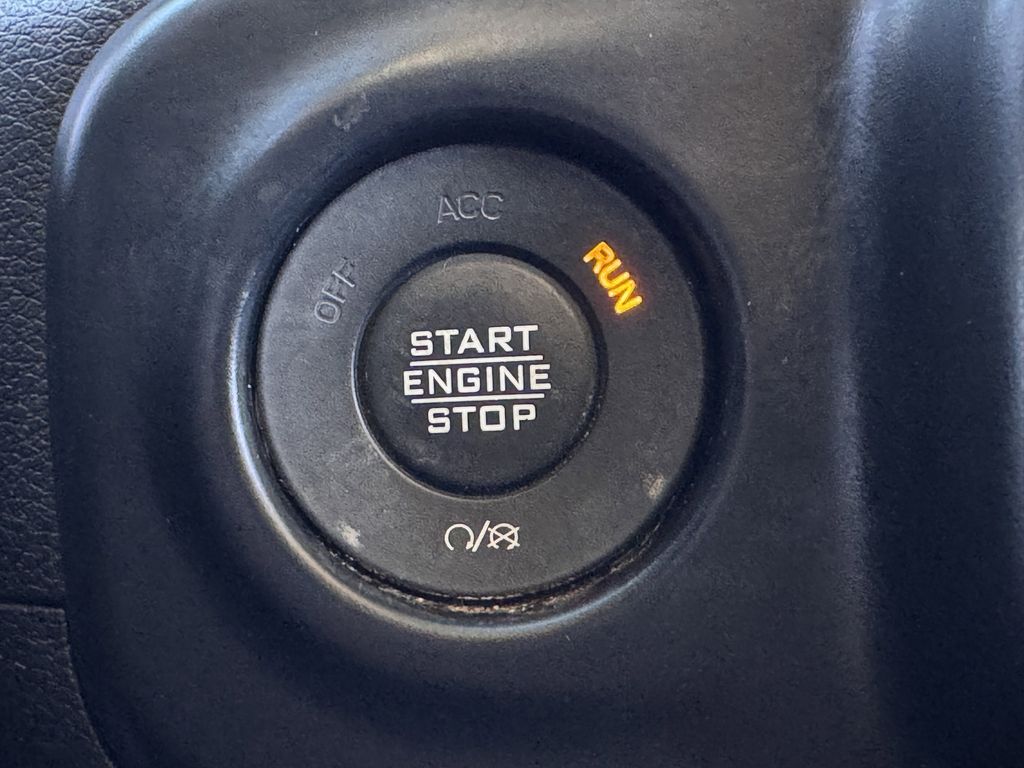 ACC
OFF
RUN
START
ENGINE
STOP